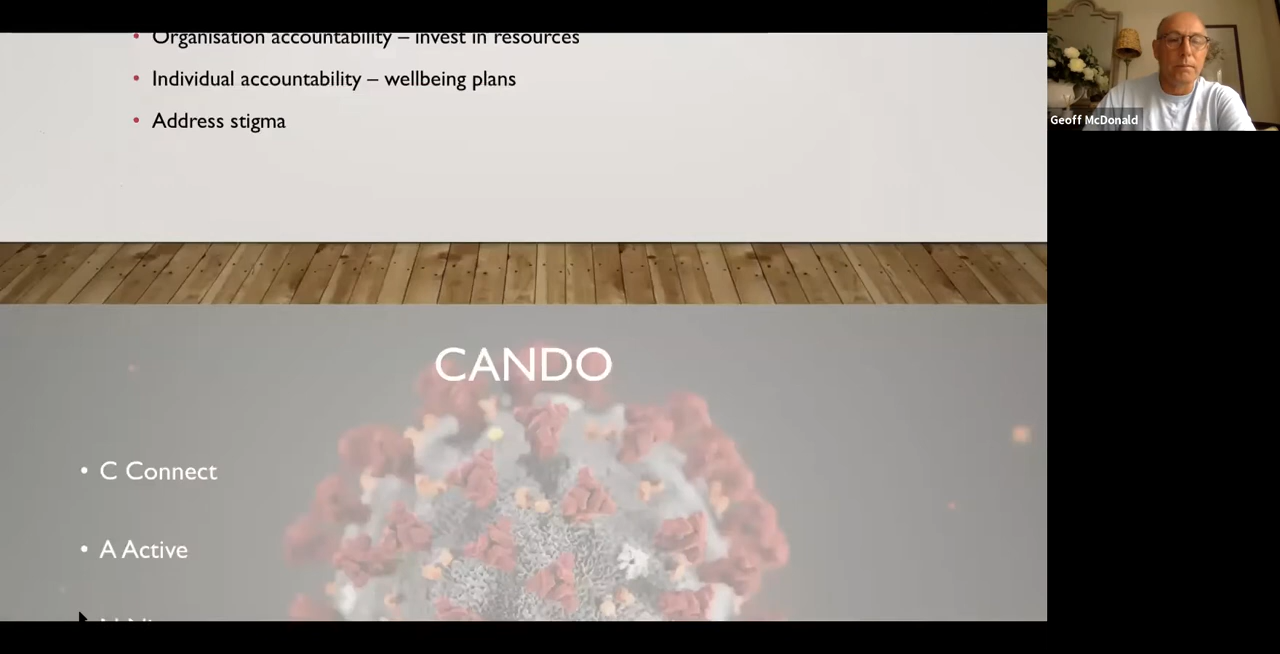 • Organisation accountability – invest in resources
• Individual accountability – wellbeing plans
• Address stigma
Geoff McDonald
CANDO
• C Connect
• A Active